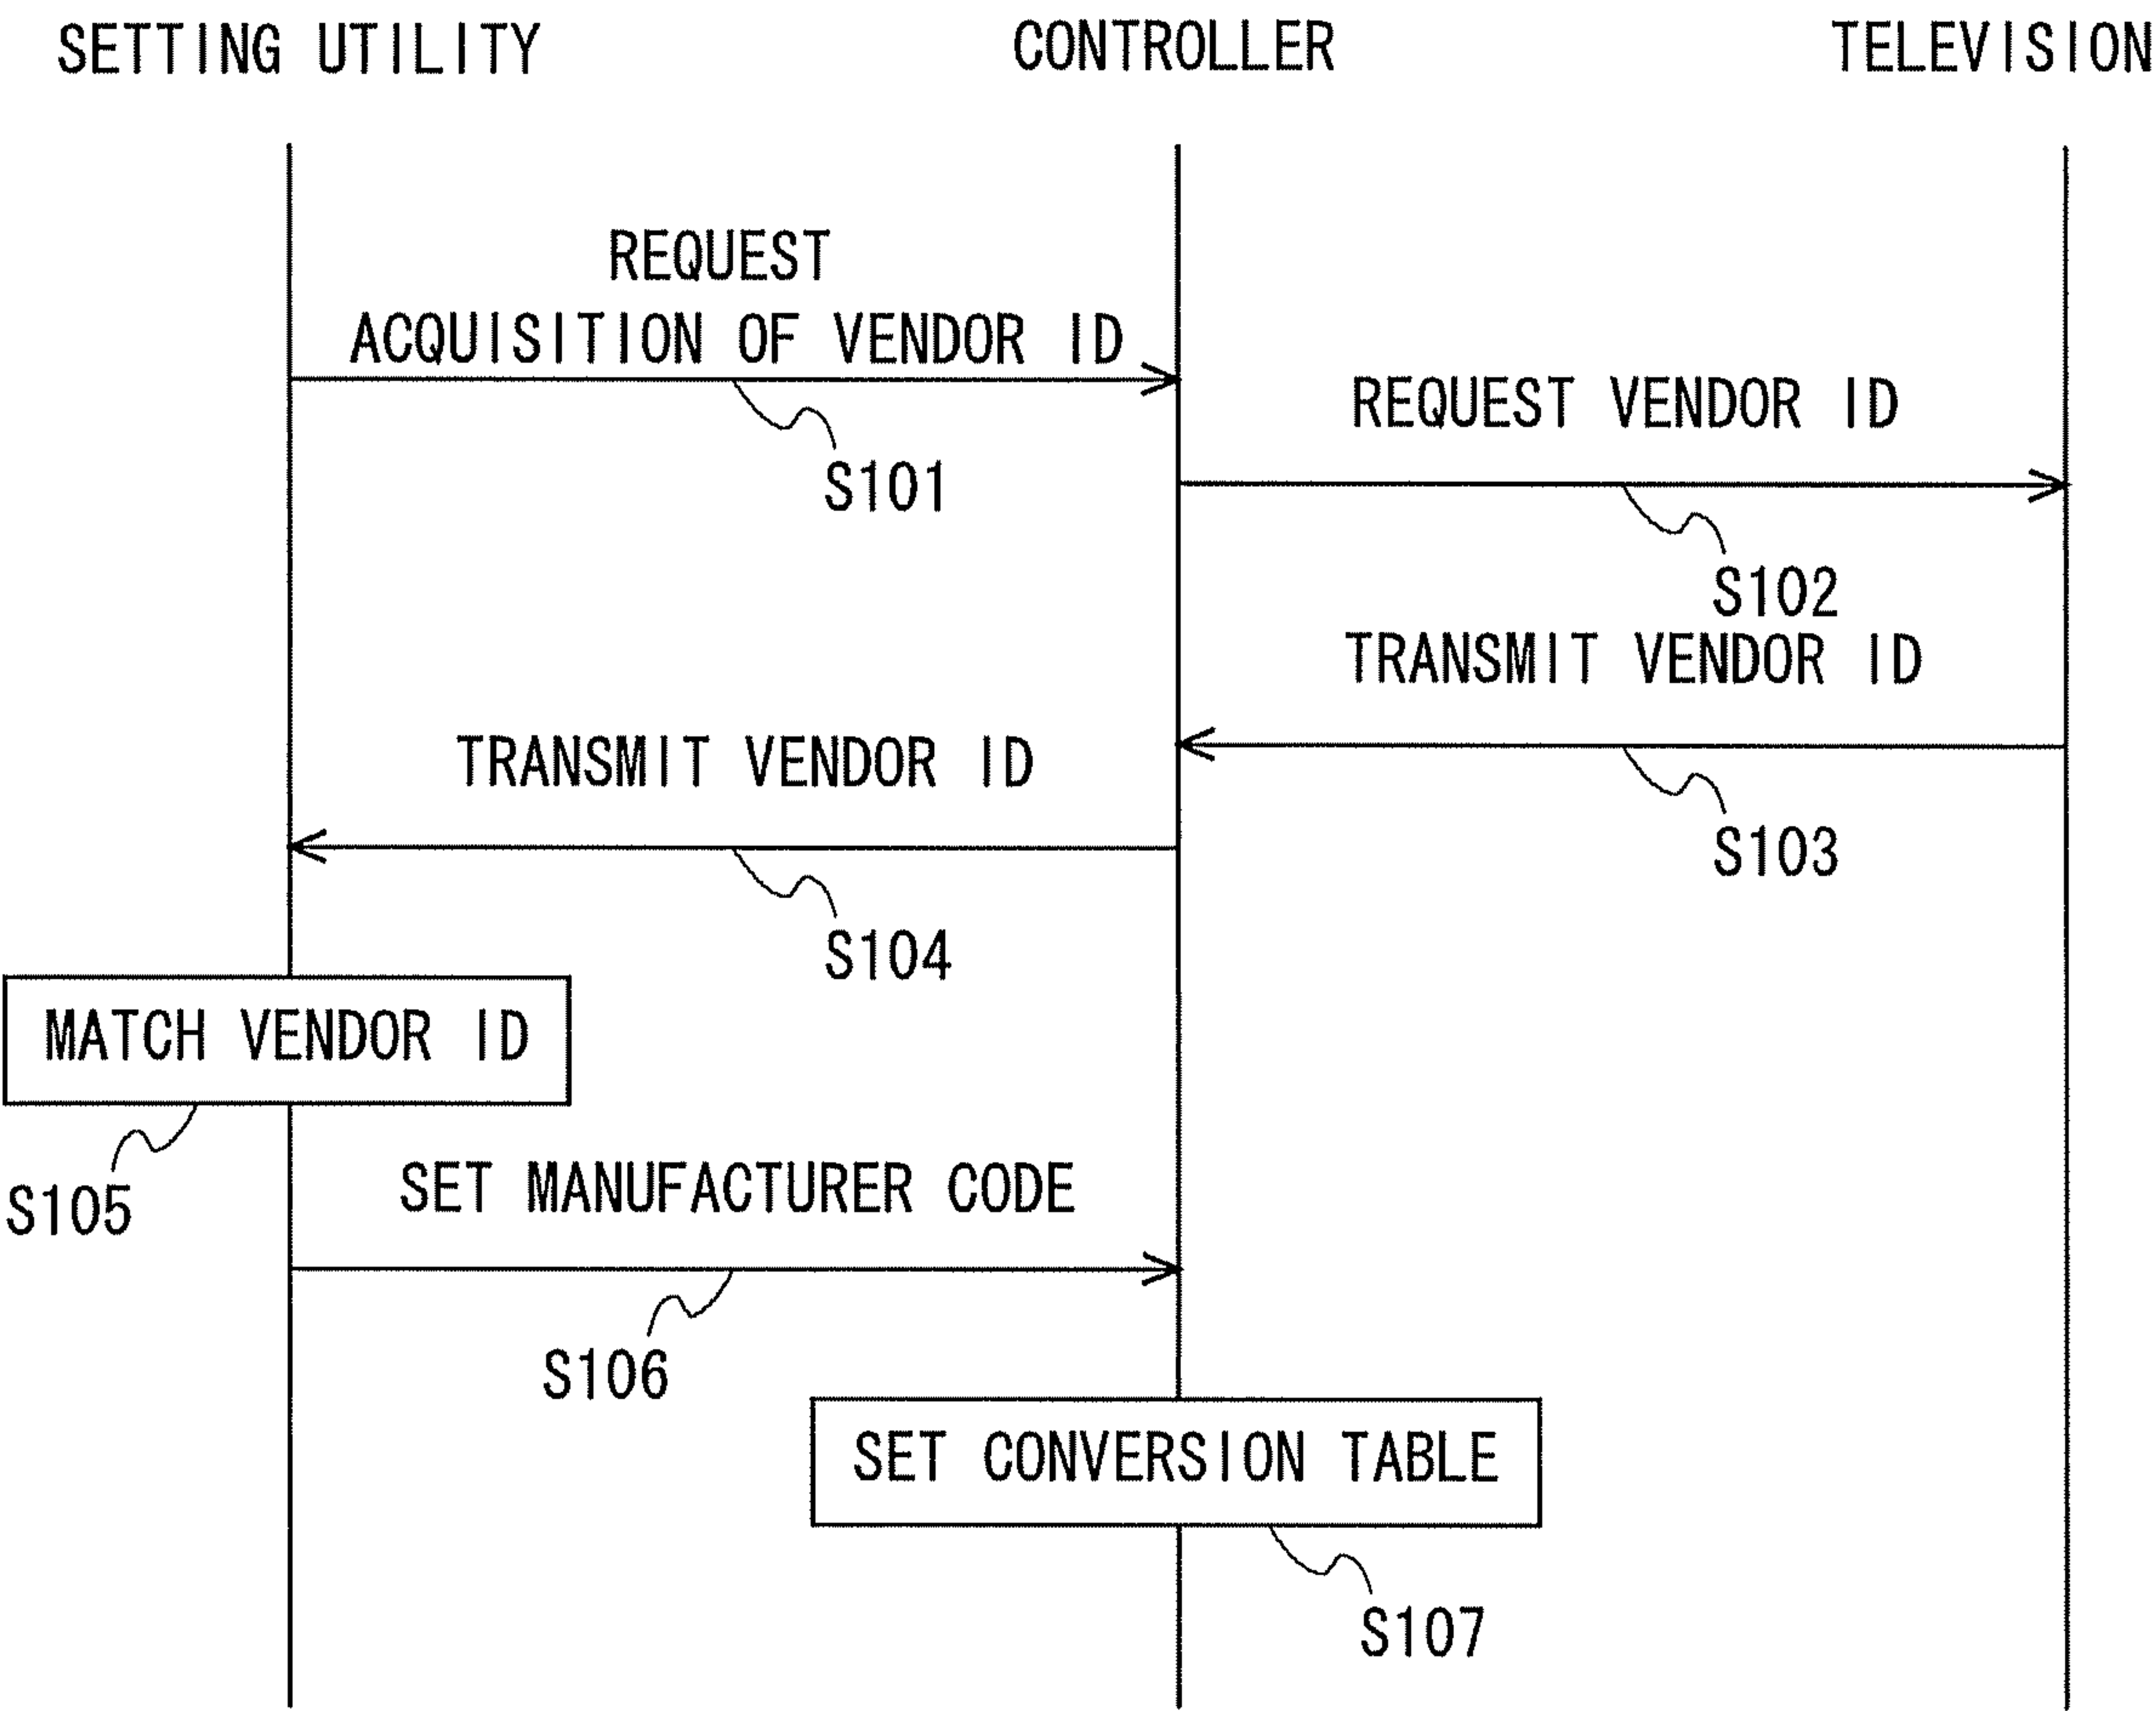 SETTING UTILITY
CONTROLLER
TELEVISION
REQUEST
ACQUISITION OF VENDOR ID
S101
REQUEST VENDOR ID
S102
TRANSMIT VENDOR ID
S103
TRANSMIT VENDOR ID
S104
MATCH VENDOR ID
S105
SET MANUFACTURER CODE
S106
SET CONVERSION TABLE
S107